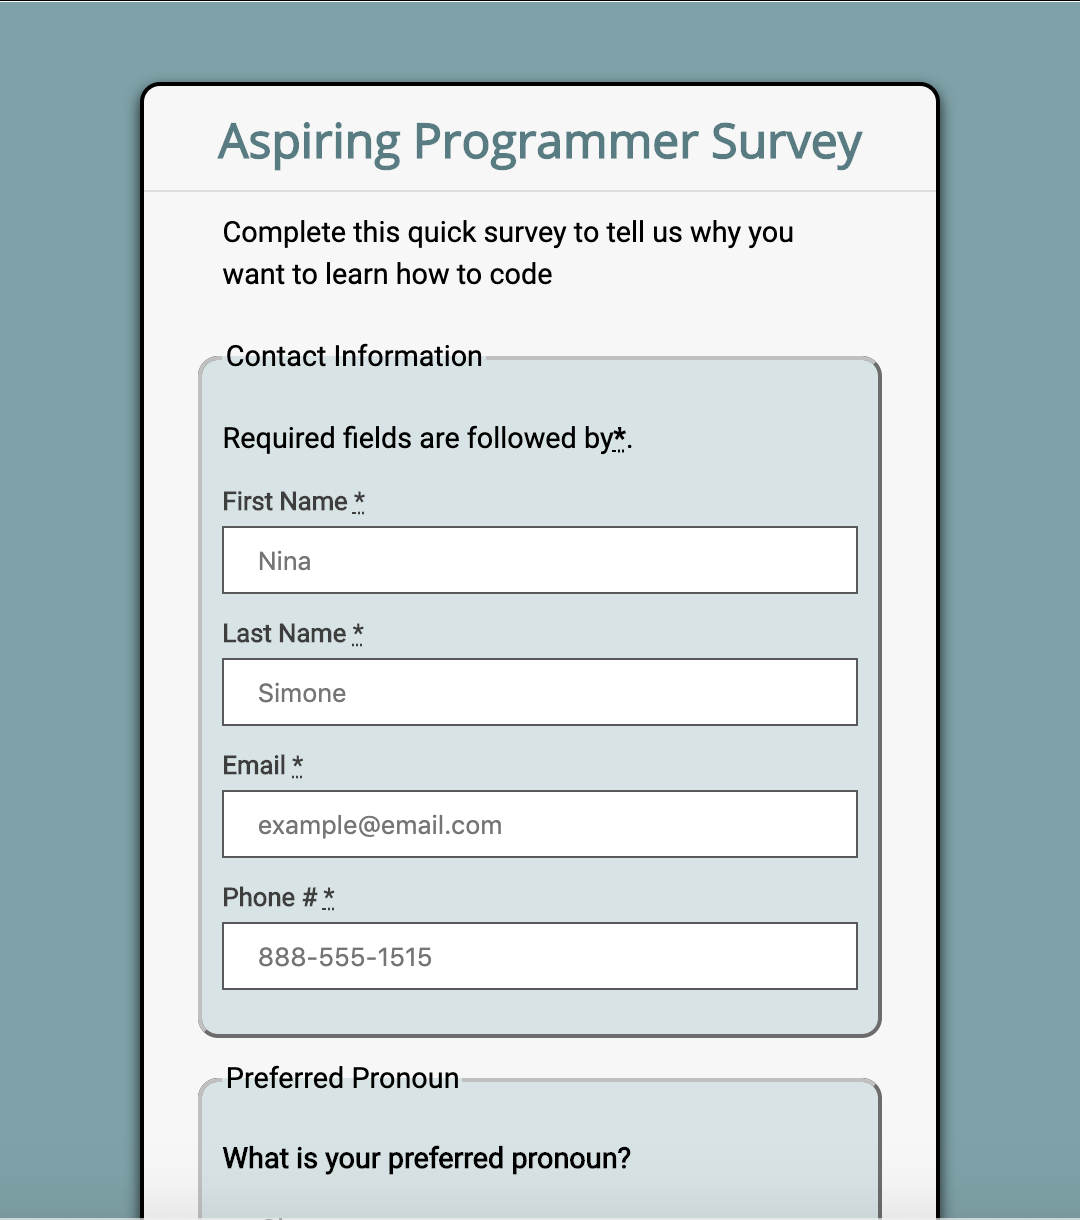 Aspiring Programmer Survey
Complete this quick survey to tell us why you
want to learn how to code
Contact Information
Required fields are followed by*.
First Name *
Nina
Last Name *
Simone
Email *
example@email.com
Phone # *
888-555-1515
Preferred Pronoun
What is your preferred pronoun?